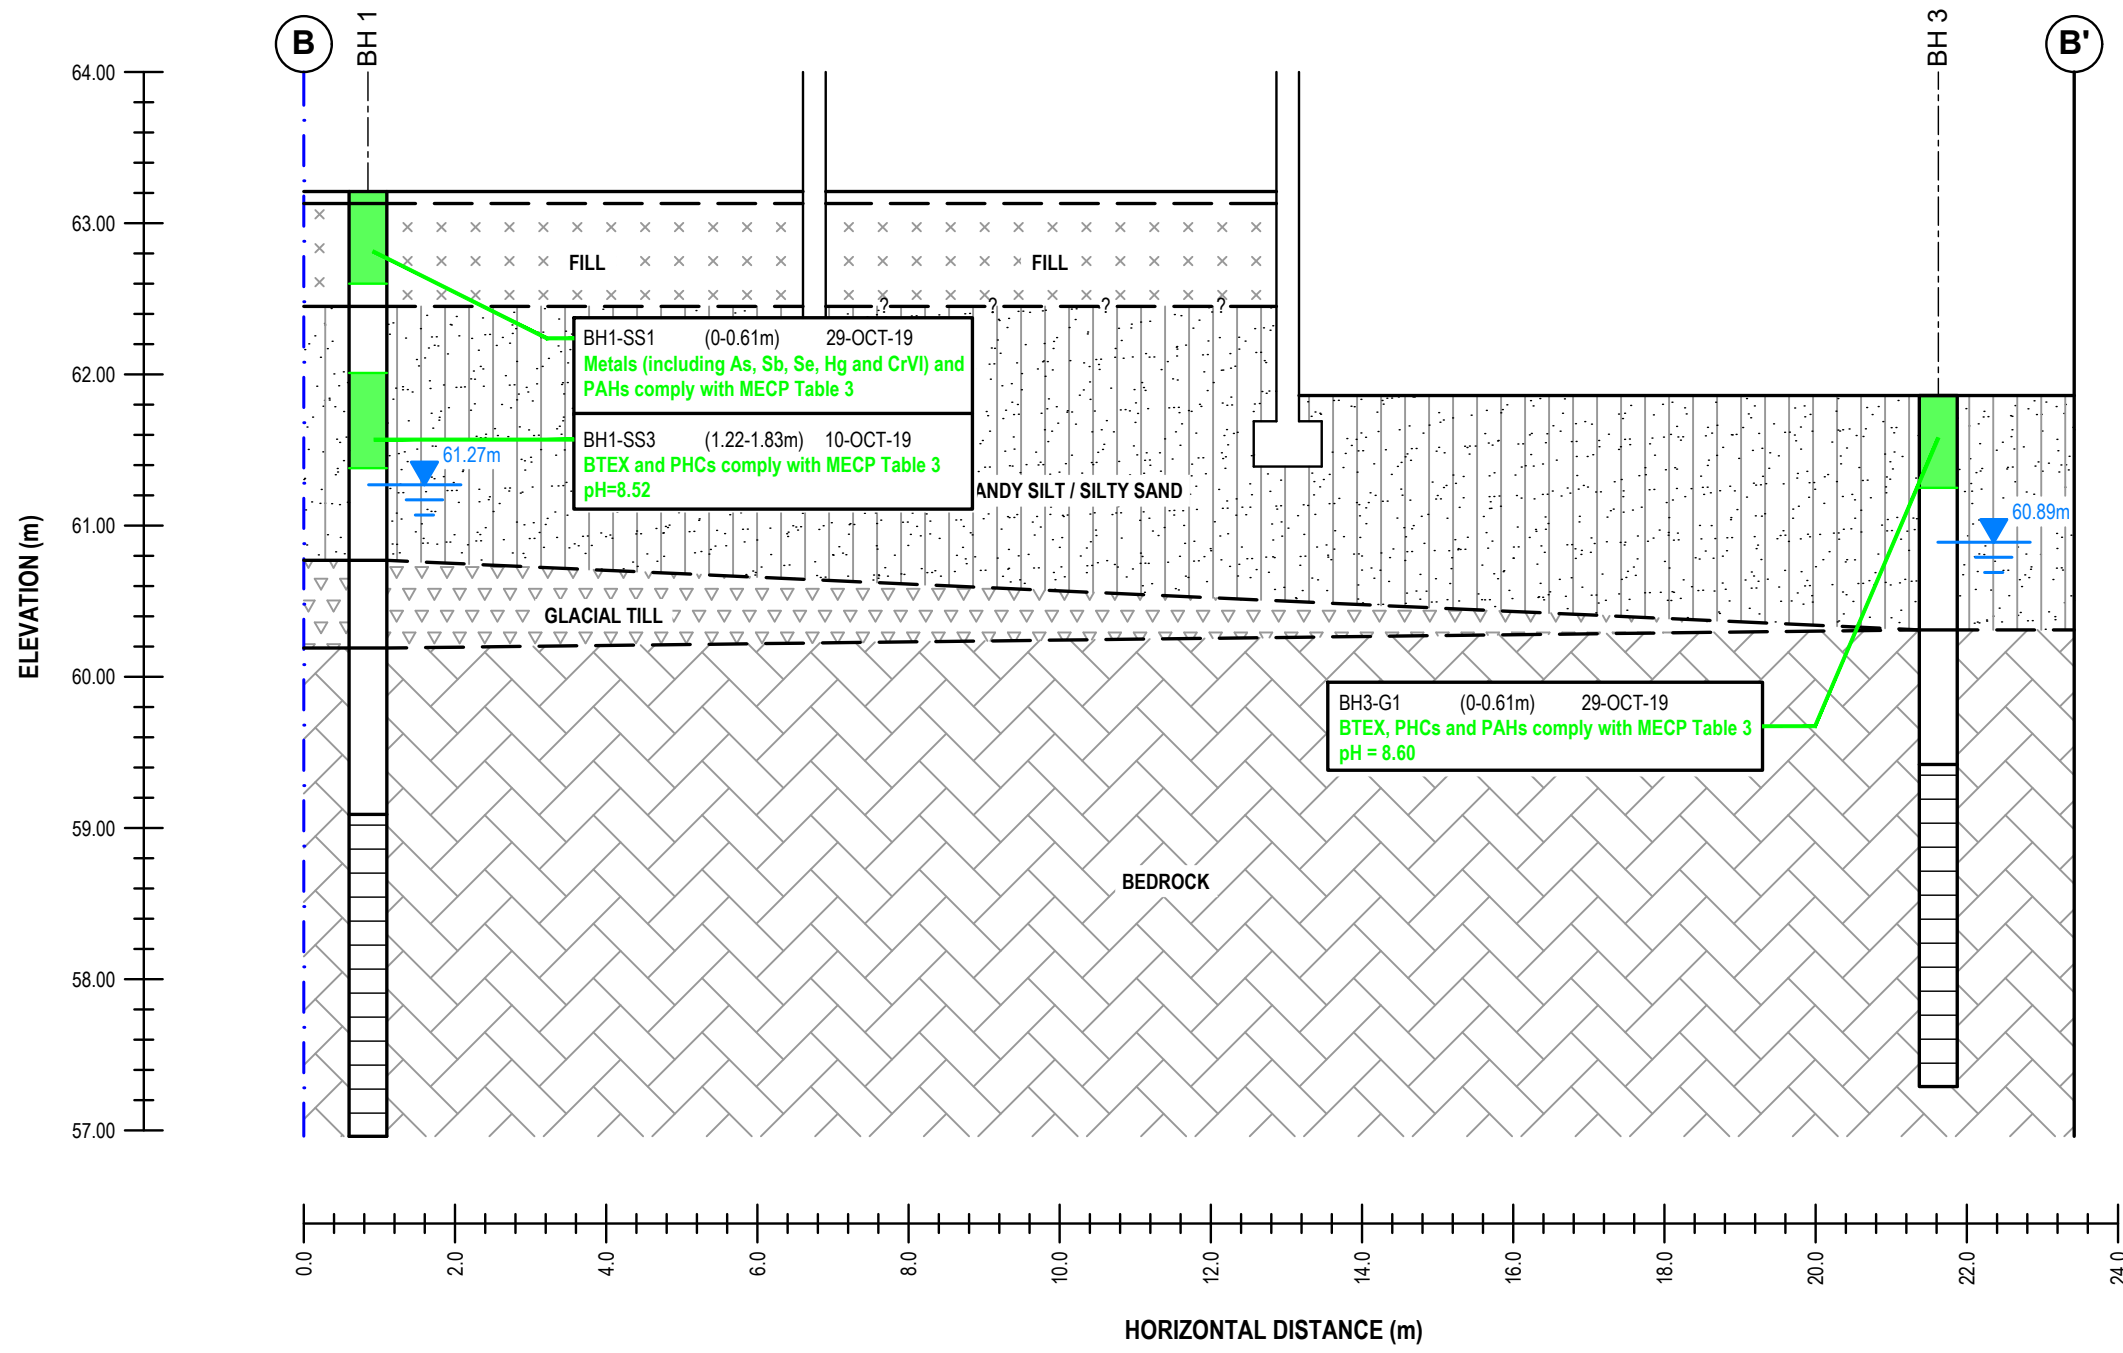 B
BH 1
BH 3
B'
64.00
63.00
62.00
61.00
60.00
59.00
58.00
57.00
ELEVATION (m)
FILL
FILL
? ? ? ?
BH1-SS1 (0-0.61m) 29-OCT-19
Metals (including As, Sb, Se, Hg and CrVI) and
PAHs comply with MECP Table 3
BH1-SS3 (1.22-1.83m) 10-OCT-19
BTEX and PHCs comply with MECP Table 3
pH=8.52
61.27m
ANDY SILT / SILTY SAND
60.89m
GLACIAL TILL
BH3-G1 (0-0.61m) 29-OCT-19
BTEX, PHCs and PAHs comply with MECP Table 3
pH = 8.60
BEDROCK
0.0 2.0 4.0 6.0 8.0 10.0 12.0 14.0 16.0 18.0 20.0 22.0 24.0
HORIZONTAL DISTANCE (m)